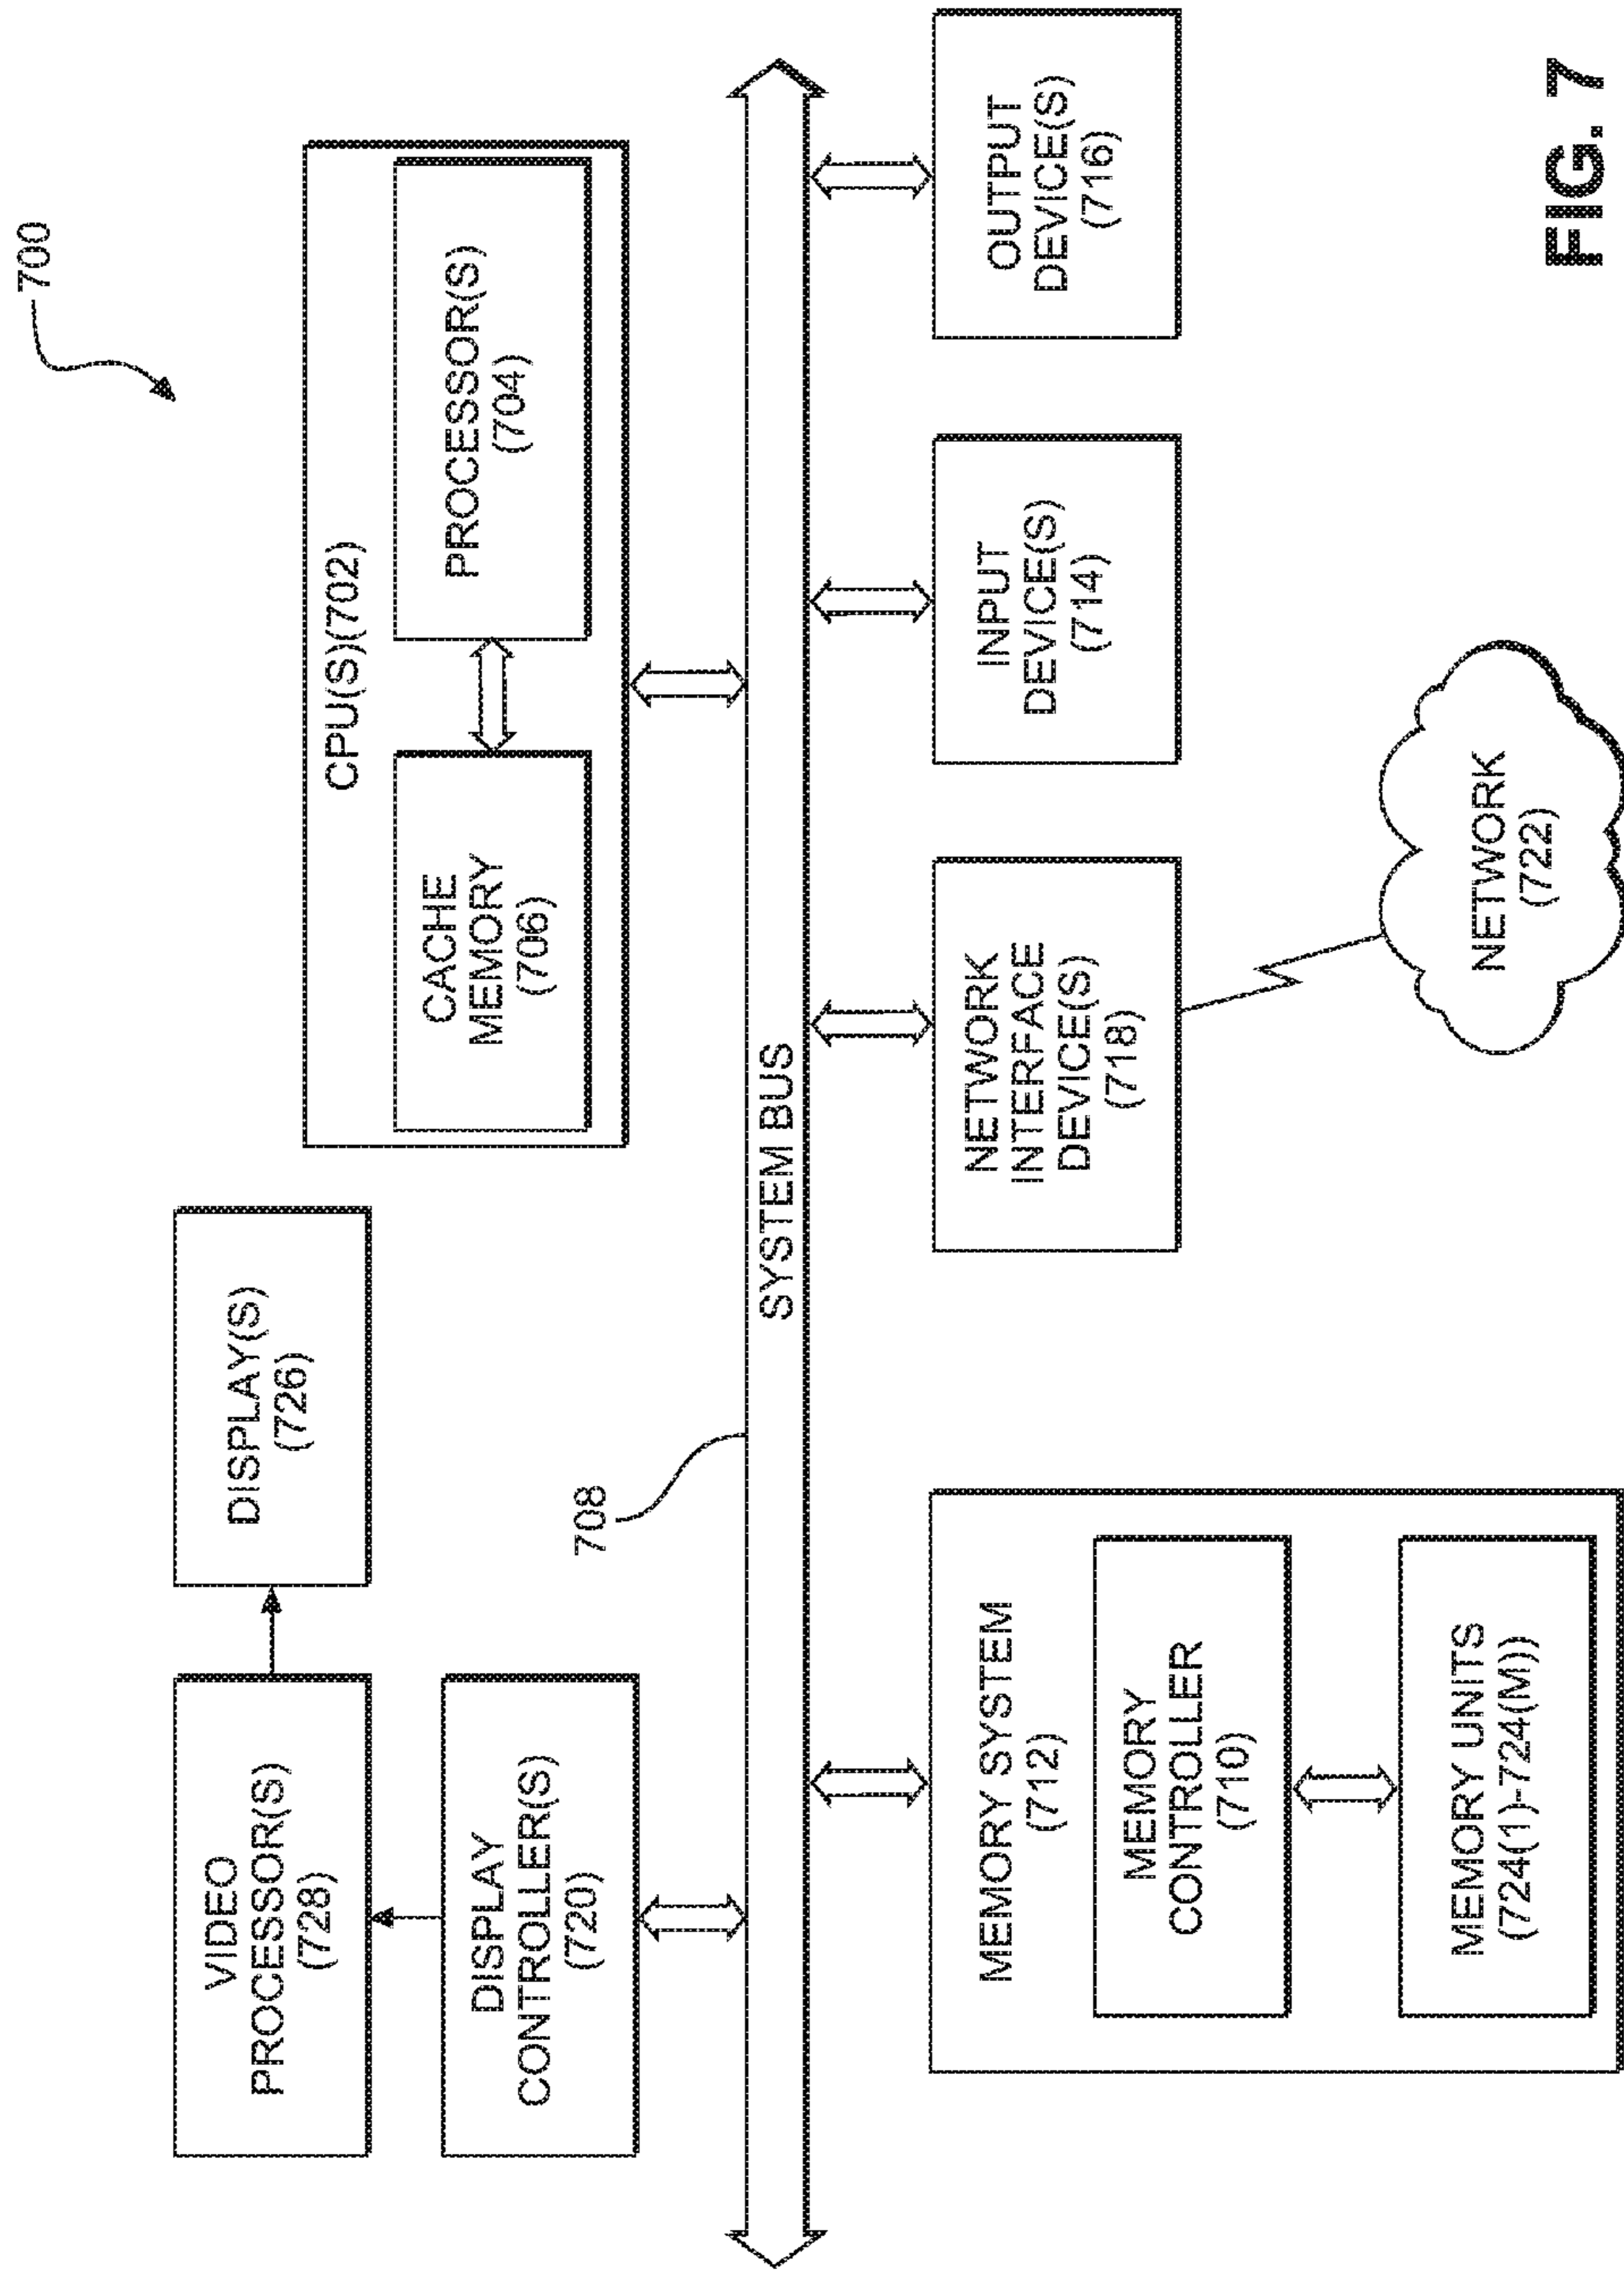 700
VIDEO
PROCESSOR(S)
(728)
DISPLAY(S)
(726)
DISPLAY
CONTROLLER(S)
(720)
CPU(S)(702)
CACHE
MEMORY
(706)
PROCESSOR(S)
(704)
708
SYSTEM BUS
MEMORY SYSTEM
(712)
MEMORY
CONTROLLER
(710)
MEMORY UNITS
(724(1)-724(M))
NETWORK
INTERFACE
DEVICE(S)
(718)
INPUT
DEVICE(S)
(714)
OUTPUT
DEVICE(S)
(716)
NETWORK
(722)
FIG. 7